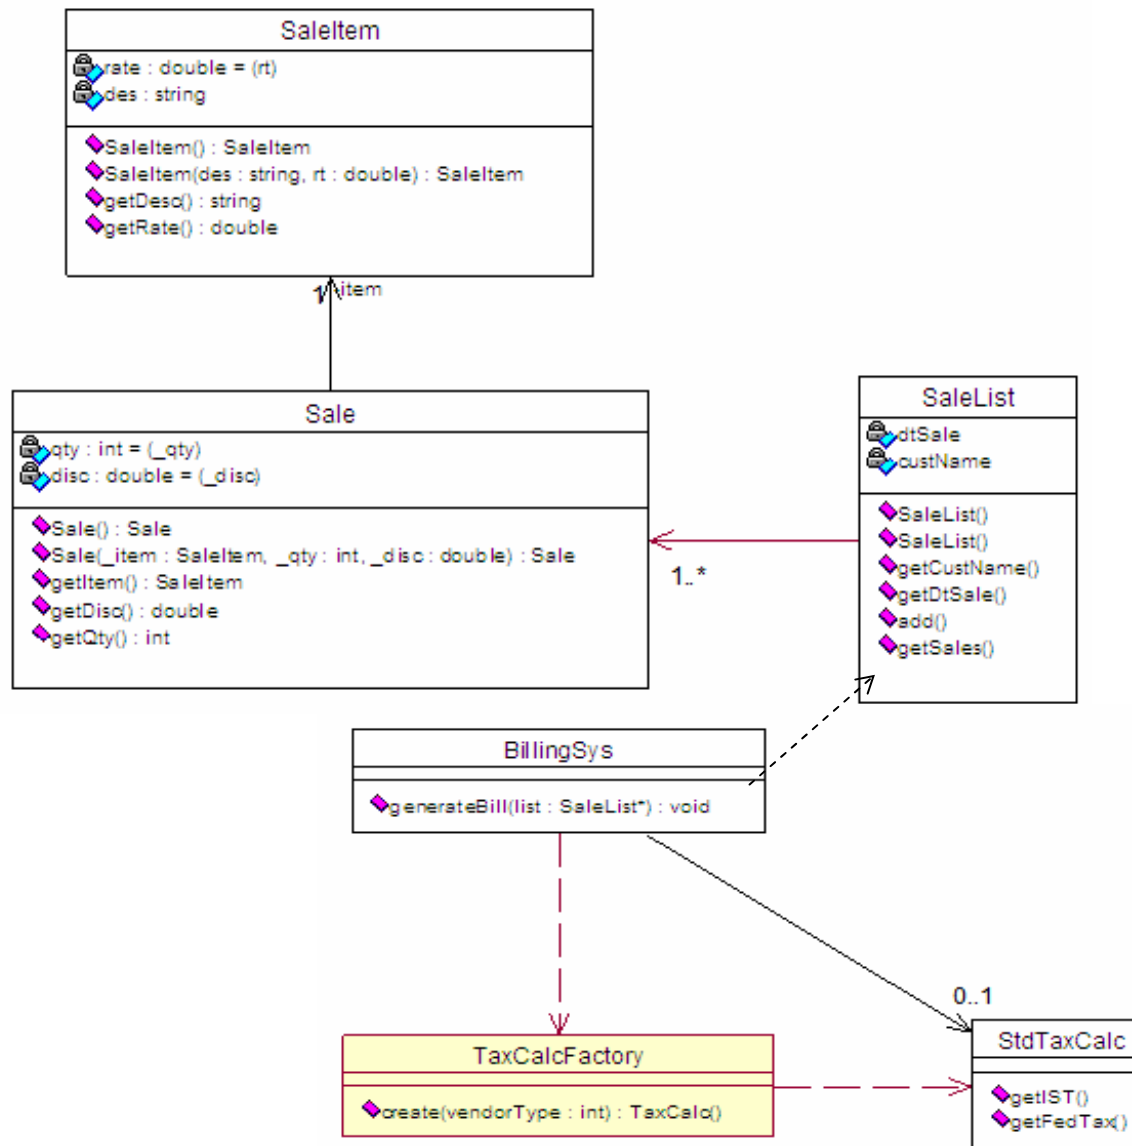 SaleItem
rate : double = (rt)
des : string
SaleItem() : SaleItem
SaleItem(des : string, rt : double) : SaleItem
getDesc() : string
getRate() : double
1 item
Sale
qty : int = (_qty)
disc : double = (_disc)
Sale() : Sale
Sale(_item : SaleItem, _qty : int, _disc : double) : Sale
getItem() : SaleItem
getDisc() : double
getQty() : int
SaleList
dtSale
custName
SaleList()
SaleList()
getCustName()
getDtSale()
add()
getSales()
1..*
BillingSys
generateBill(list : SaleList*) : void
0..1
TaxCalcFactory
create(vendorType : int) : TaxCalc()
StdTaxCalc
getIST()
getFedTax()